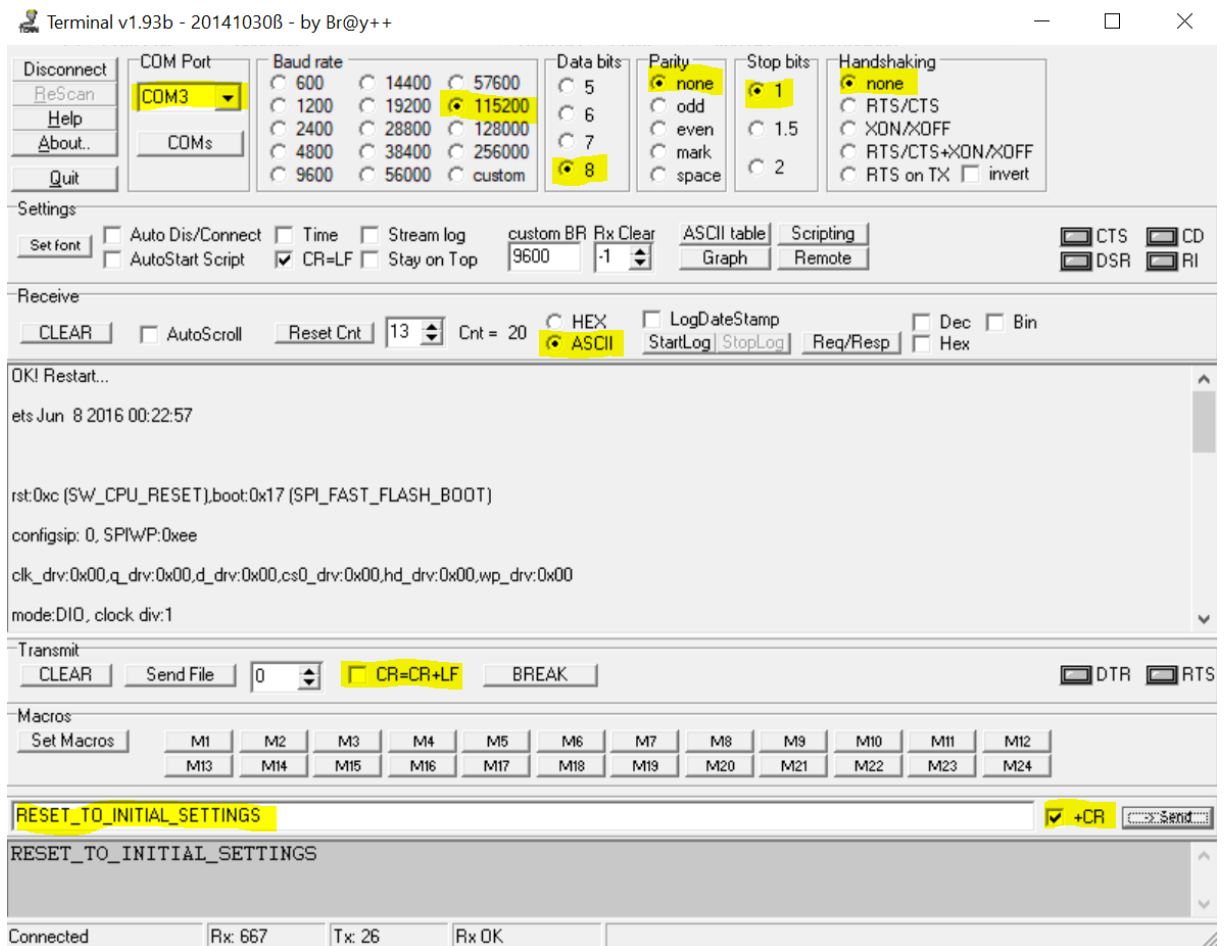 Terminal v1.93b - 20141030ß - by Br@y++
Disconnect
ReScan
Help
About..
Quit
COM Port
COM3
COMs
Baud rate
600 14400 57600
1200 19200 115200
2400 28800 128000
4800 38400 256000
9600 56000 custom
Data bits
5
6
7
8
Parity
none
odd
even
mark
space
Stop bits
1
1.5
2
Handshaking
none
RTS/CTS
XON/XOFF
RTS/CTS+XON/XOFF
RTS on TX invert
Settings
Set font
Auto Dis/Connect Time Stream log custom BR Rx Clear ASCII table Scripting CTS CD
AutoStart Script CR=LF Stay on Top 9600 -1 Graph Remote DSR RI
Receive
CLEAR AutoScroll Reset Cnt 13 Cnt = 20
HEX
ASCII
LogDateStamp
StartLog StopLog Req/Resp
Dec Bin
Hex
OK! Restart...
ets Jun 8 2016 00:22:57
rst:0xc (SW_CPU_RESET),boot:0x17 (SPI_FAST_FLASH_BOOT)
configsip: 0, SPIWP:0xee
clk_drv:0x00,q_drv:0x00,d_drv:0x00,cs0_drv:0x00,hd_drv:0x00,wp_drv:0x00
mode:DIO, clock div:1
Transmit
CLEAR Send File 0 CR=CR+LF BREAK DTR RTS
Macros
Set Macros M1 M2 M3 M4 M5 M6 M7 M8 M9 M10 M11 M12
M13 M14 M15 M16 M17 M18 M19 M20 M21 M22 M23 M24
RESET_TO_INITIAL_SETTINGS +CR -> Send
RESET_TO_INITIAL_SETTINGS
Connected Rx: 667 Tx: 26 Rx OK